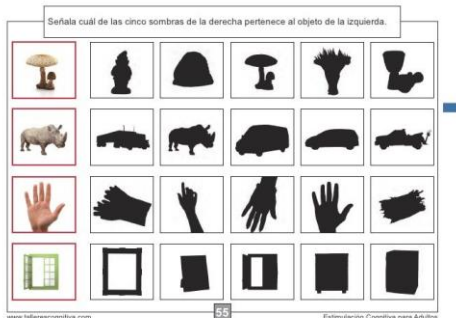 Señala cuál de las cinco sombras de la derecha pertenece al objeto de la izquierda.
www.tallerescognitiva.com
55
Estimulación Cognitiva para Adultos